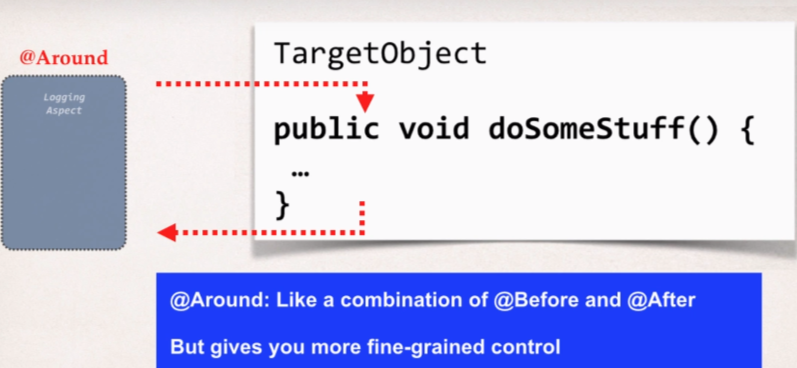 @Around
Logging
Aspect
TargetObject
public void doSomeStuff() {
…
}
@Around: Like a combination of @Before and @After
But gives you more fine-grained control